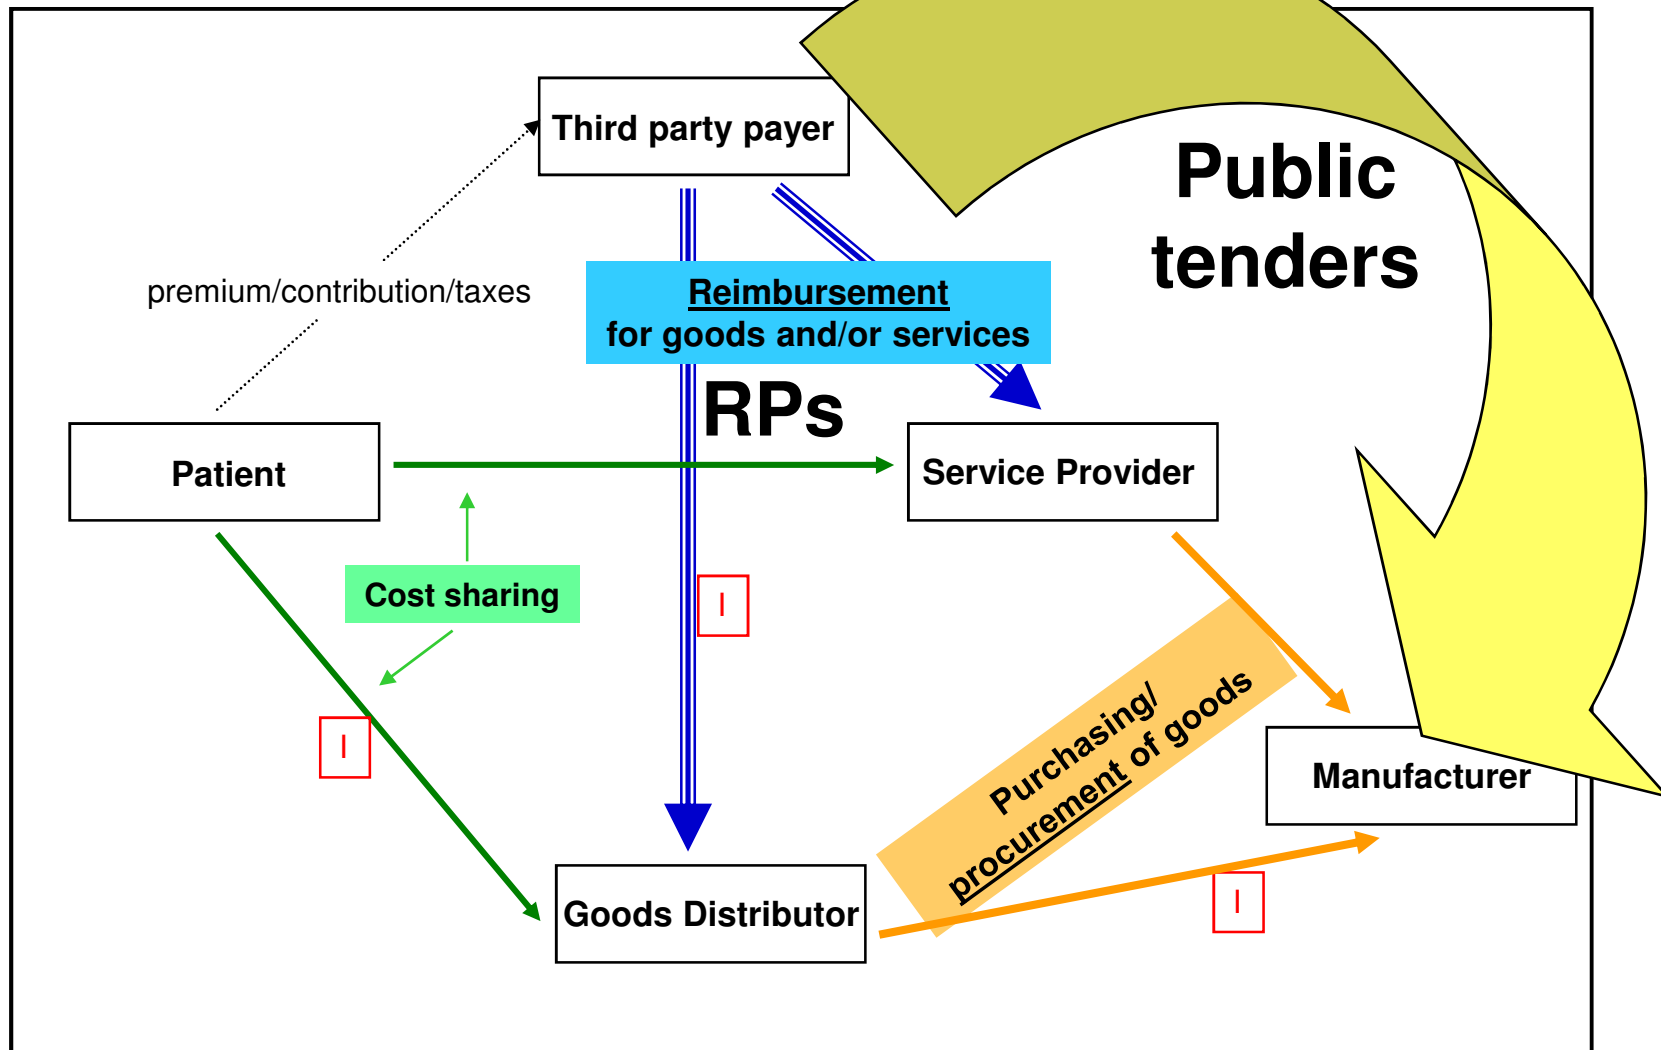 Third party payer
Public
tenders
premium/contribution/taxes
Reimbursement
for goods and/or services
RPs
Patient
Service Provider
Cost sharing
I
I
Purchasing/
procurement of goods
Manufacturer
Goods Distributor
I